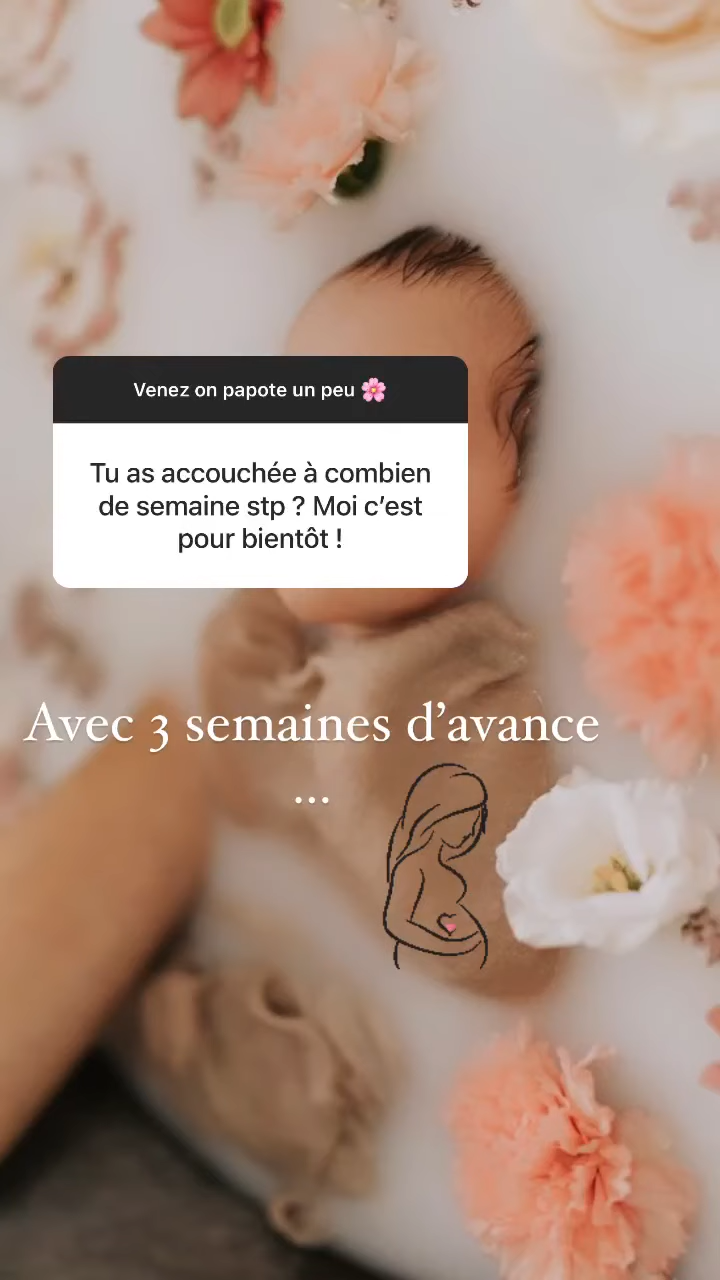 Venez on papote un peu 🌸
Tu as accouchée à combien
de semaine stp ? Moi c’est
pour bientôt !
Avec 3 semaines d’avance
...